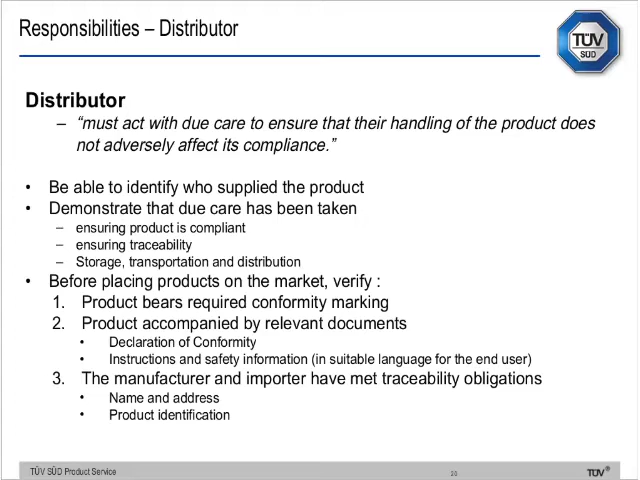 Responsibilities – Distributor
TÜV
SÜD
Distributor
– “must act with due care to ensure that their handling of the product does
not adversely affect its compliance.”
• Be able to identify who supplied the product
• Demonstrate that due care has been taken
– ensuring product is compliant
– ensuring traceability
– Storage, transportation and distribution
• Before placing products on the market, verify :
1. Product bears required conformity marking
2. Product accompanied by relevant documents
• Declaration of Conformity
• Instructions and safety information (in suitable language for the end user)
3. The manufacturer and importer have met traceability obligations
• Name and address
• Product identification
TÜV SÜD Product Service
TÜV®